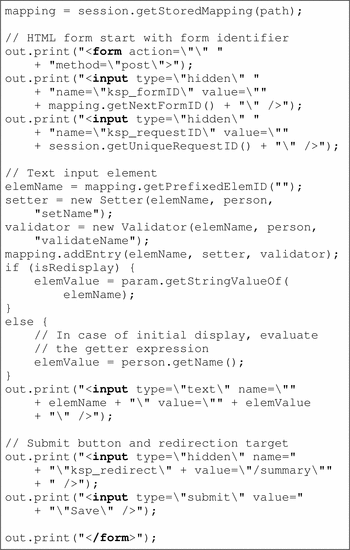 mapping = session.getStoredMapping(path);
// HTML form start with form identifier
out.print("<form action=\"\" "
+ "method=\"post\">");
out.print("<input type=\"hidden\" "
+ "name=\"ksp_formID\" value=\""
+ mapping.getNextFormID() + "\" />");
out.print("<input type=\"hidden\" "
+ "name=\"ksp_requestID\" value=\""
+ session.getUniqueRequestID() + "\" />");
// Text input element
elemName = mapping.getPrefixedElemID("");
setter = new Setter(elemName, person,
"setName");
validator = new Validator(elemName, person,
"validateName");
mapping.addEntry(elemName, setter, validator);
if (isRedisplay) {
elemValue = param.getStringValueOf(
elemName);
}
else {
// In case of initial display, evaluate
// the getter expression
elemValue = person.getName();
}
out.print("<input type=\"text\" name=\""
+ elemName + "\" value=\"" + elemValue
+ "\" />");
// Submit button and redirection target
out.print("<input type=\"hidden\" name="
+ "\"ksp_redirect\" + value=\"/summary\""
+ " />");
out.print("<input type=\"submit\" value="
+ "\"Save\" />");
out.print("</form>");